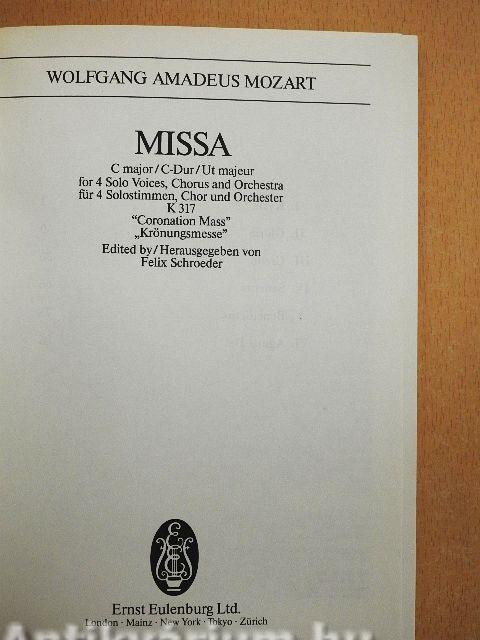 WOLFGANG AMADEUS MOZART
MISSA
C major/C-Dur/Ut majeur
for 4 Solo Voices, Chorus and Orchestra
für 4 Solostimmen, Chor und Orchester
K 317
“Coronation Mass”
„Krönungsmesse”
Edited by/Herausgegeben von
Felix Schroeder
Ernst Eulenburg Ltd.
London · Mainz · New York · Tokyo · Zürich